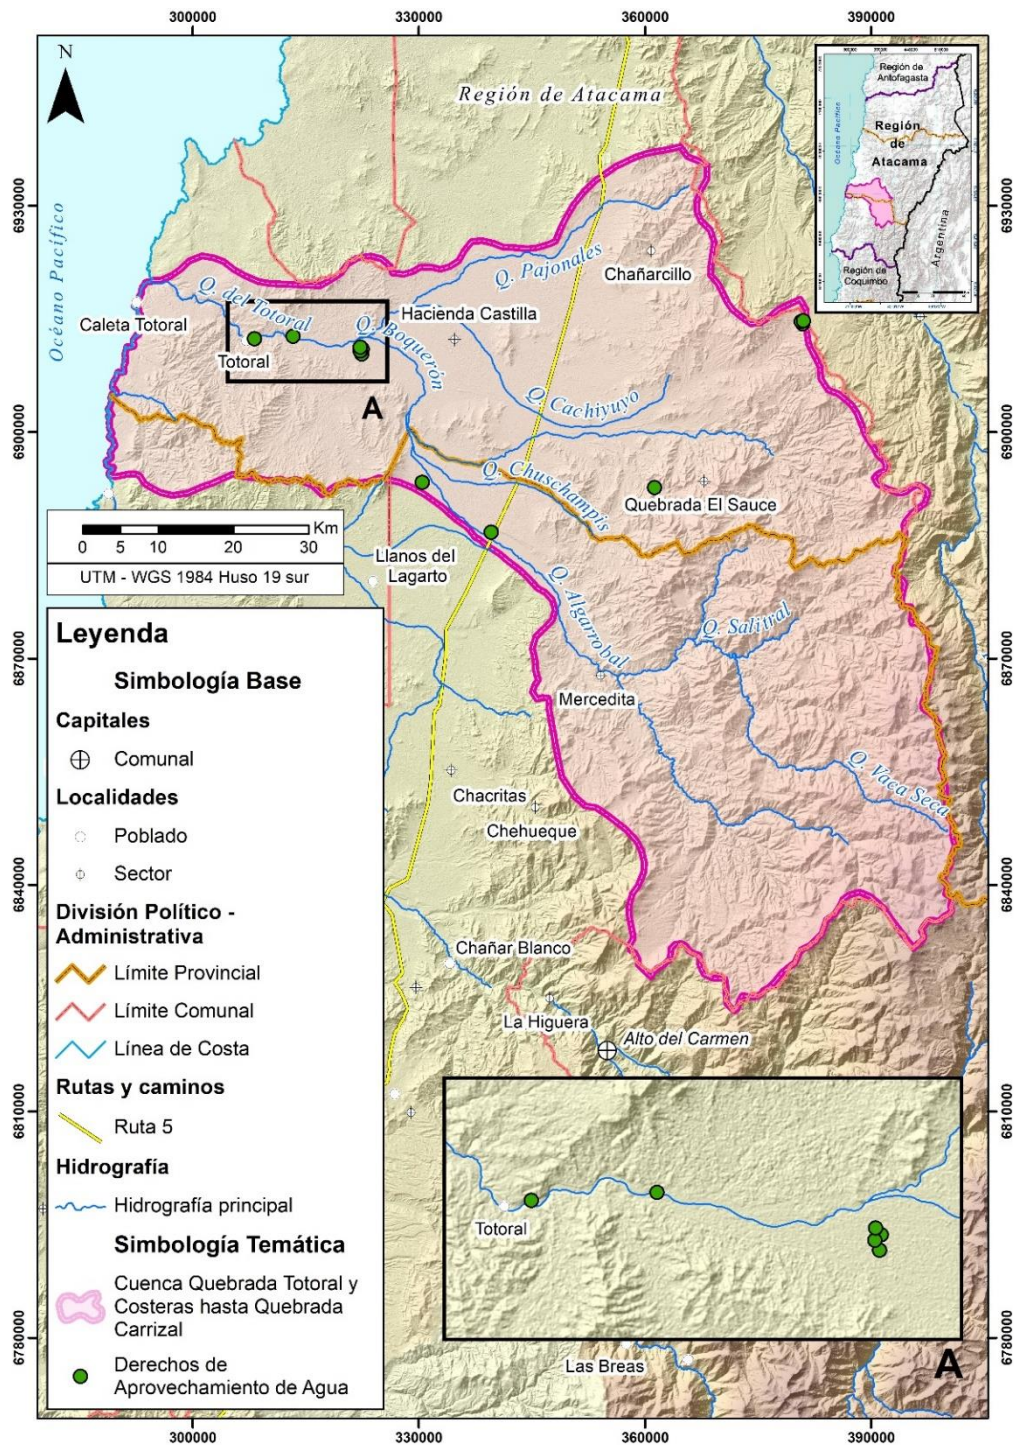 300000
330000
360000
390000
N
Región de Atacama
Región de
Antofagasta
Océano Pacífico
Región
de
Atacama
Argentina
Región de
Coquimbo
6930000
6930000
Océano Pacífico
Chañarcillo
Q. Pajonales
Q. del Totoral
Hacienda Castilla
Caleta Totoral
Q. Boquerón
Totoral
A
Q. Cachiyuyo
6900000
6900000
Q. Chuschampis
Quebrada El Sauce
Km
0 5 10 20 30
UTM - WGS 1984 Huso 19 sur
Llanos del
Lagarto
Q. Algarrobal
Q. Salitral
6870000
6870000
Mercedita
Q. Vaca Seca
Chacritas
Chehueque
6840000
6840000
Chañar Blanco
La Higuera
Alto del Carmen
6810000
6810000
Leyenda
Simbología Base
Capitales
Comunal
Localidades
Poblado
Sector
División Político -
Administrativa
Límite Provincial
Límite Comunal
Línea de Costa
Rutas y caminos
Ruta 5
Hidrografía
Hidrografía principal
Simbología Temática
Cuenca Quebrada Totoral y
Costeras hasta Quebrada
Carrizal
Derechos de
Aprovechamiento de Agua
Totoral
A
6780000
6780000
Las Breas
300000
330000
360000
390000